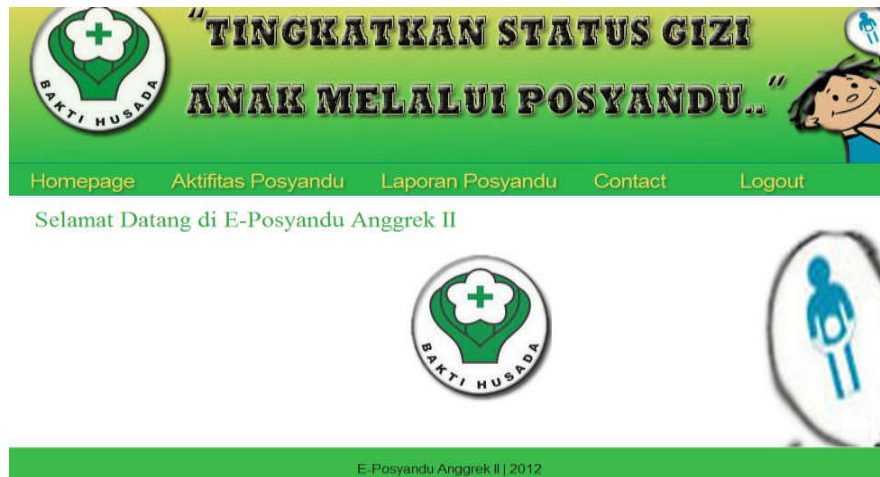 "TINGKATKAN STATUS GIZI
ANAK MELALUI POSYANDU.."
BAKTI HUSADA
Homepage Aktifitas Posyandu Laporan Posyandu Contact Logout
Selamat Datang di E-Posyandu Anggrek II
BAKTI HUSADA
E-Posyandu Anggrek II | 2012